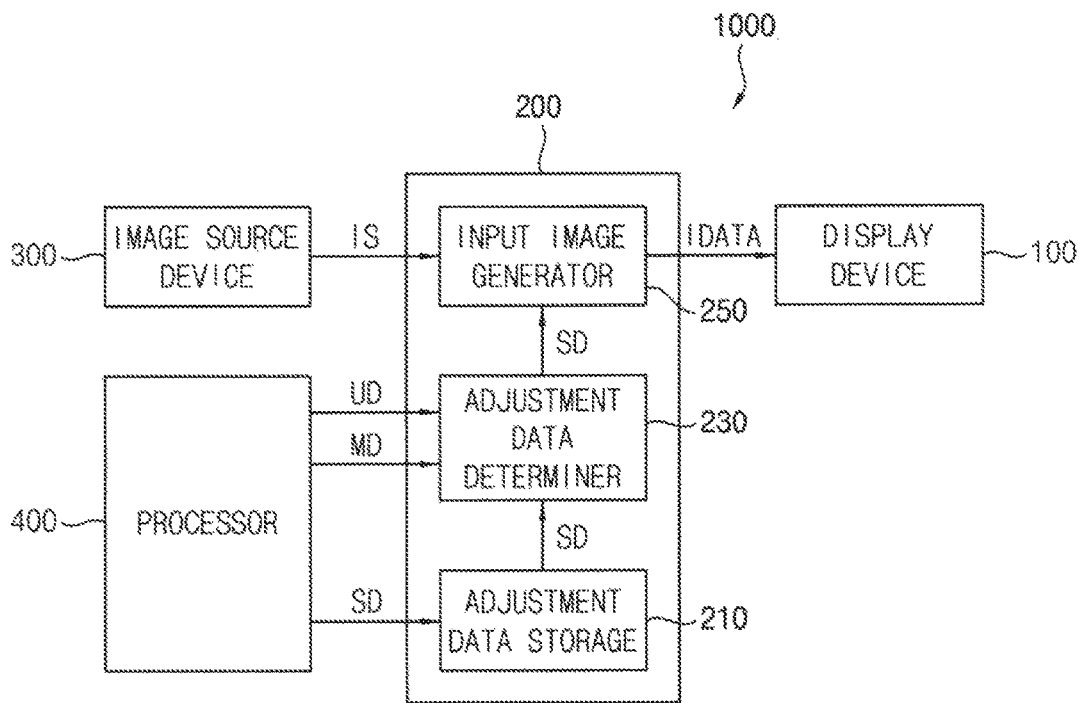 1000
200
IMAGE SOURCE
DEVICE
300
IS
INPUT IMAGE
GENERATOR
250
IDATA
DISPLAY
DEVICE
100
SD
PROCESSOR
400
UD
MD
ADJUSTMENT
DATA
DETERMINER
230
SD
SD
ADJUSTMENT
DATA STORAGE
210